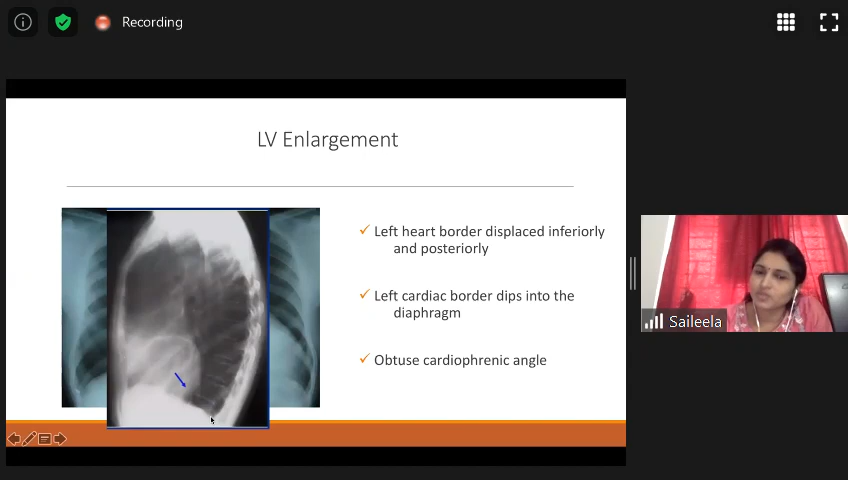 Recording
LV Enlargement
✓ Left heart border displaced inferiorly
and posteriorly
✓ Left cardiac border dips into the
diaphragm
✓ Obtuse cardiophrenic angle
Saileela